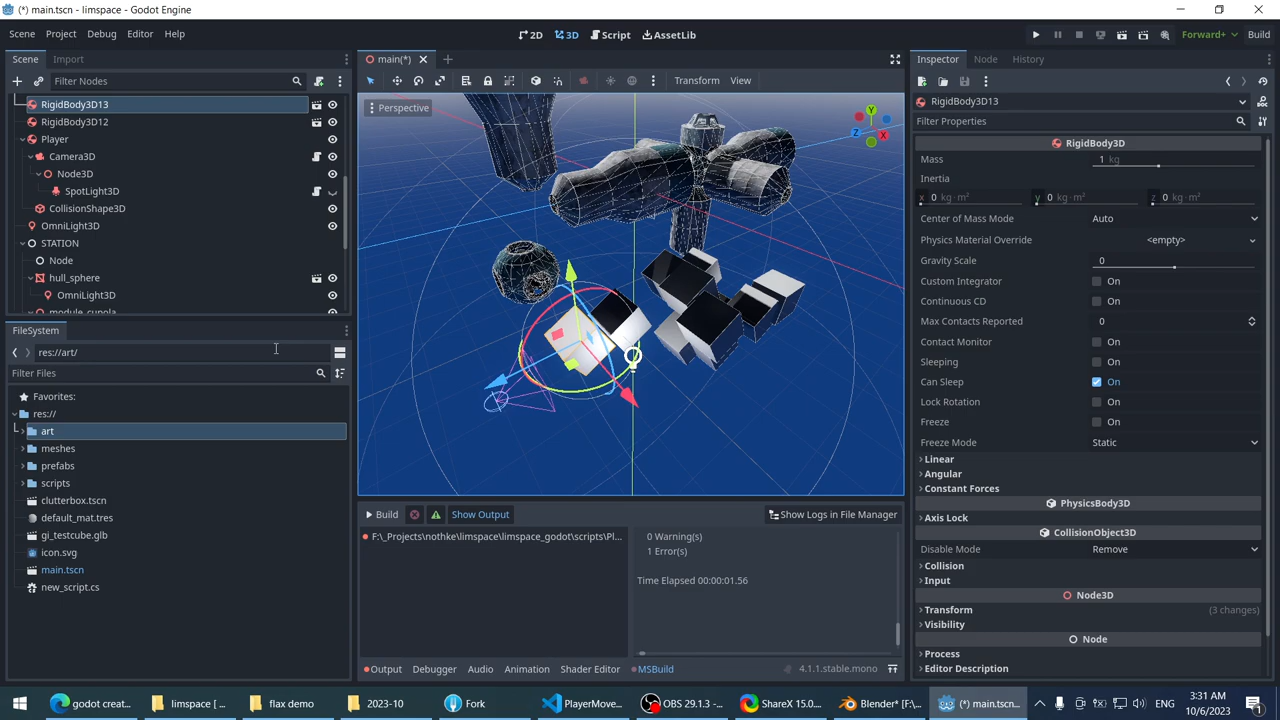 (*) main.tscn - limspace - Godot Engine
Scene Project Debug Editor Help
2D 3D Script AssetLib
Forward+ Build
Scene Import
Filter Nodes
RigidBody3D13
RigidBody3D12
Player
Camera3D
Node3D
SpotLight3D
CollisionShape3D
OmniLight3D
STATION
Node
hull_sphere
OmniLight3D
module_cupola
FileSystem
res://art/
Filter Files
Favorites:
res://
art
meshes
prefabs
scripts
clutterbox.tscn
default_mat.tres
gi_testcube.glb
icon.svg
main.tscn
new_script.cs
main(*)
Transform View
Perspective
Y
Z
X
Build Show Output Show Logs in File Manager
F:\_Projects\nothke\limspace\limspace_godot\scripts\Pl...
0 Warning(s)
1 Error(s)
Time Elapsed 00:00:01.56
Output Debugger Audio Animation Shader Editor MSBuild 4.1.1.stable.mono
Inspector Node History
RigidBody3D13
Filter Properties
RigidBody3D
Mass 1 kg
Inertia
x 0 kg·m² y 0 kg·m² z 0 kg·m²
Center of Mass Mode Auto
Physics Material Override <empty>
Gravity Scale 0
Custom Integrator On
Continuous CD On
Max Contacts Reported 0
Contact Monitor On
Sleeping On
Can Sleep On
Lock Rotation On
Freeze On
Freeze Mode Static
Linear
Angular
Constant Forces
PhysicsBody3D
Axis Lock
CollisionObject3D
Disable Mode Remove
Collision
Input
Node3D
Transform (3 changes)
Visibility
Node
Process
Editor Description
godot creat... limspace [ ... flax demo 2023-10 Fork PlayerMove... OBS 29.1.3 -... ShareX 15.0... Blender* [F:\... (*) main.tscn... ENG 3:31 AM
10/6/2023 1